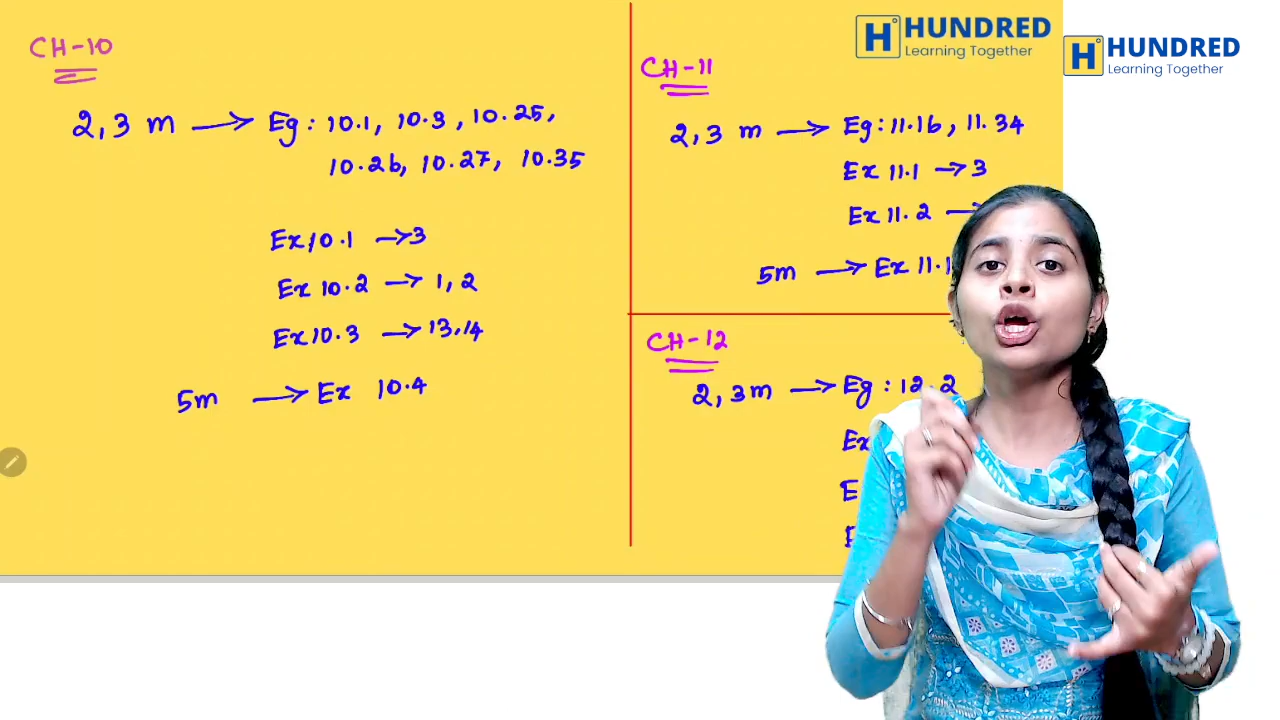 CH-10
2,3 m → Eg: 10.1, 10.3, 10.25,
10.26, 10.27, 10.35
Ex 10.1 → 3
Ex 10.2 → 1, 2
Ex 10.3 → 13,14
5m → Ex 10.4
CH-11
2,3 m → Eg: 11.16, 11.34
Ex 11.1 → 3
Ex 11.2 →
5m → Ex 11.1
CH-12
2,3m → Eg: 12.2
Ex
H HUNDRED
Learning Together
H HUNDRED
Learning Together